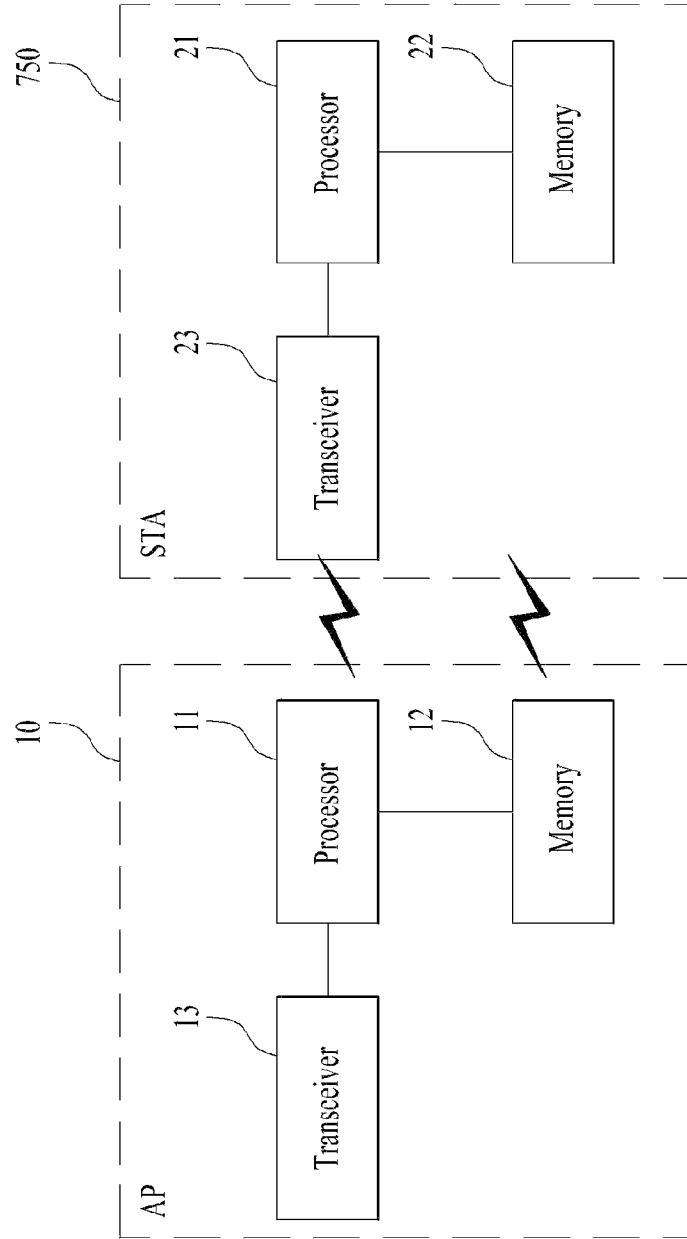 10
AP
13
Transceiver
11
Processor
12
Memory
750
STA
23
Transceiver
21
Processor
22
Memory